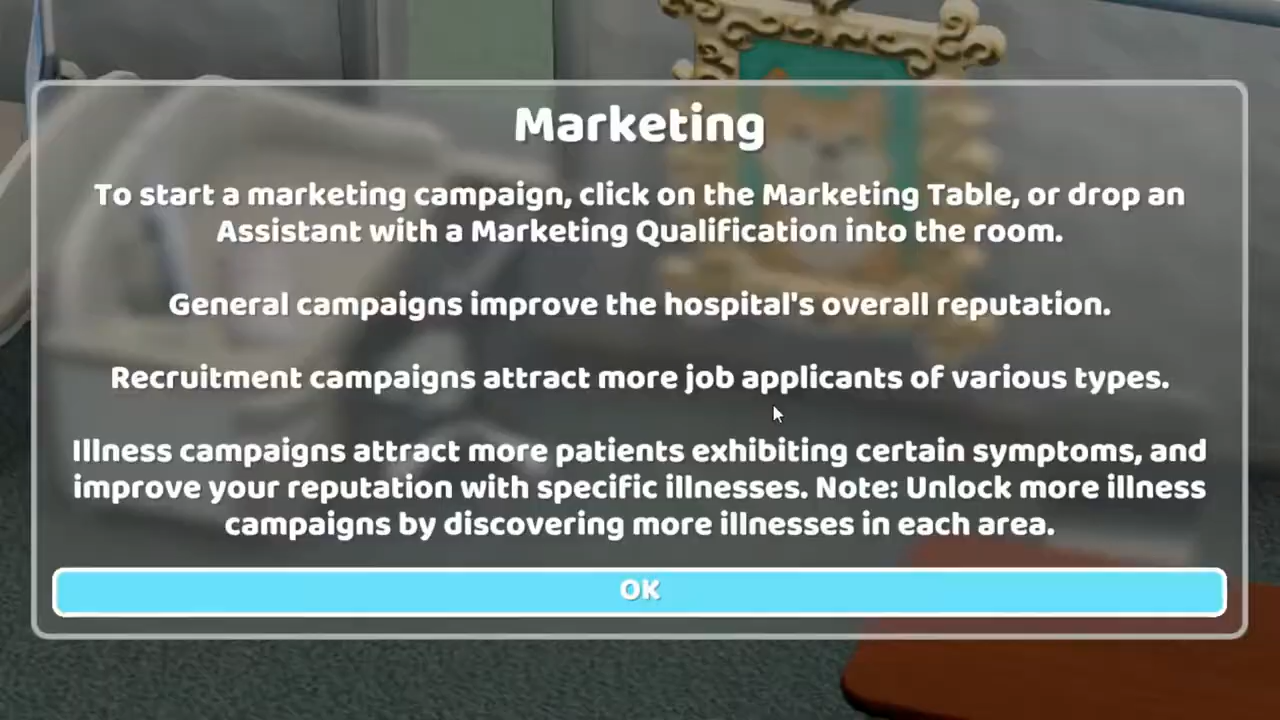 Marketing
To start a marketing campaign, click on the Marketing Table, or drop an
Assistant with a Marketing Qualification into the room.
General campaigns improve the hospital's overall reputation.
Recruitment campaigns attract more job applicants of various types.
Illness campaigns attract more patients exhibiting certain symptoms, and
improve your reputation with specific illnesses. Note: Unlock more illness
campaigns by discovering more illnesses in each area.
OK